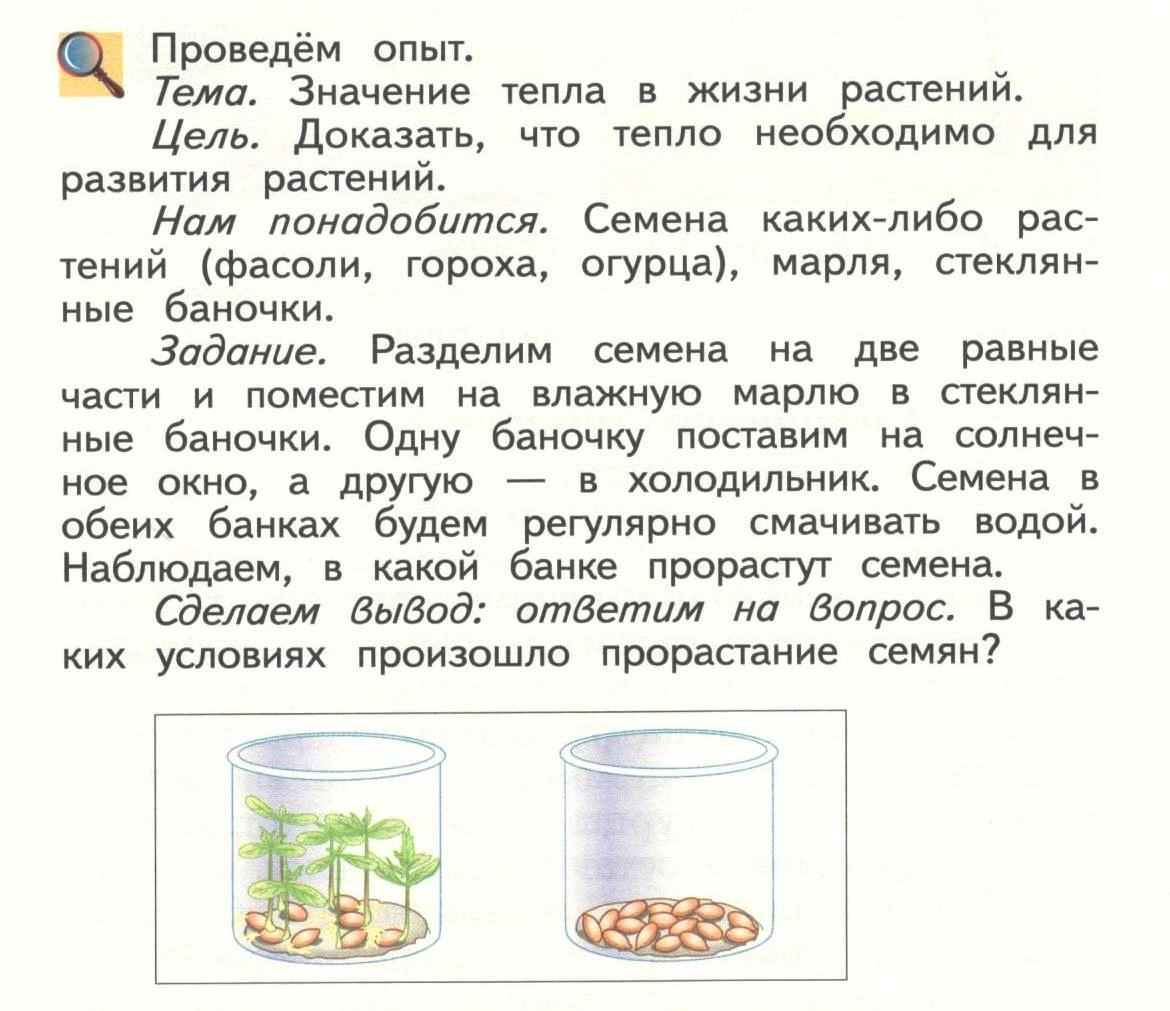 Проведём опыт.
Тема. Значение тепла в жизни растений.
Цель. Доказать, что тепло необходимо для
развития растений.
Нам понадобится. Семена каких-либо рас-
тений (фасоли, гороха, огурца), марля, стеклян-
ные баночки.
Задание. Разделим семена на две равные
части и поместим на влажную марлю в стеклян-
ные баночки. Одну баночку поставим на солнеч-
ное окно, а другую — в холодильник. Семена в
обеих банках будем регулярно смачивать водой.
Наблюдаем, в какой банке прорастут семена.
Сделаем вывод: ответим на вопрос. В ка-
ких условиях произошло прорастание семян?